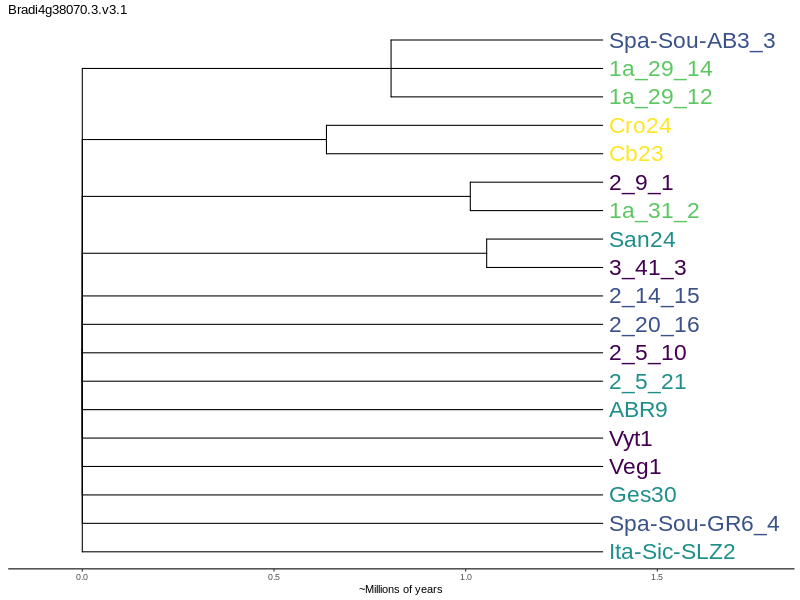 Bradi4g38070.3.v3.1
Spa-Sou-AB3_3
1a_29_14
1a_29_12
Cro24
Cb23
2_9_1
1a_31_2
San24
3_41_3
2_14_15
2_20_16
2_5_10
2_5_21
ABR9
Vyt1
Veg1
Ges30
Spa-Sou-GR6_4
Ita-Sic-SLZ2
0.0 0.5 1.0 1.5
~Millions of years